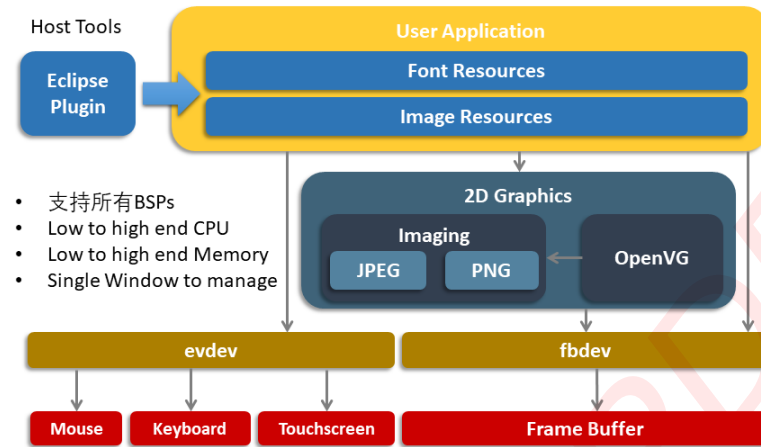 Host Tools
User Application
Eclipse
Plugin
Font Resources
Image Resources
• 支持所有BSPs
• Low to high end CPU
• Low to high end Memory
• Single Window to manage
2D Graphics
Imaging
JPEG
PNG
OpenVG
evdev
fbdev
Mouse
Keyboard
Touchscreen
Frame Buffer